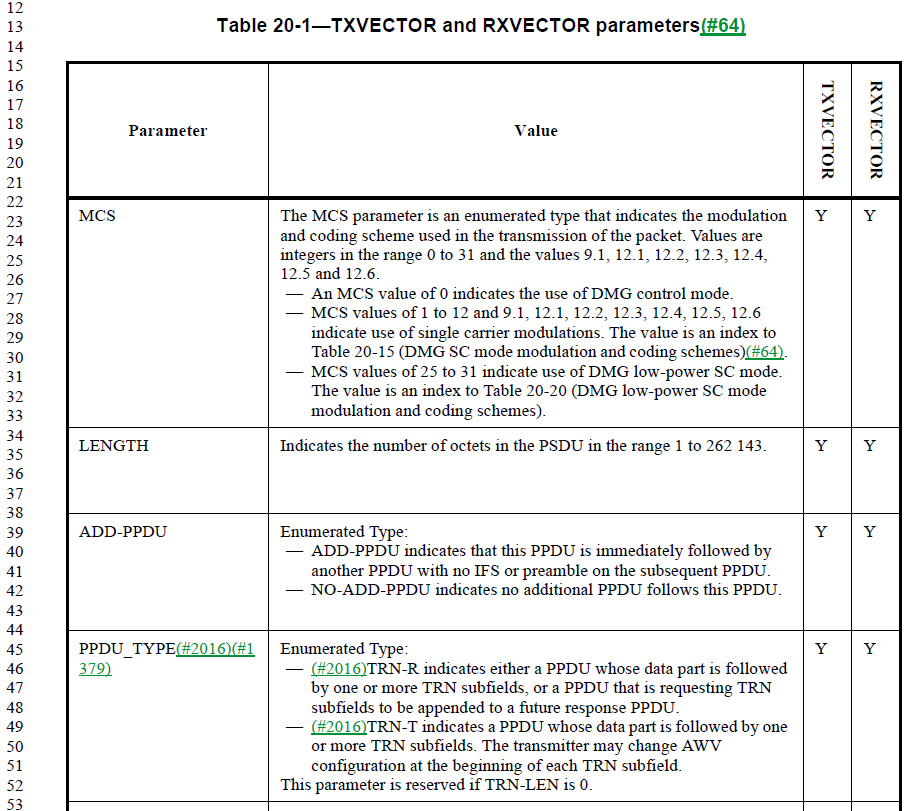 12
13
Table 20-1—TXVECTOR and RXVECTOR parameters(#64)
14
15
16
17
18
19
20
21
Parameter
Value
TXVECTOR
RXVECTOR
22
23
MCS
The MCS parameter is an enumerated type that indicates the modulation
Y
Y
24
and coding scheme used in the transmission of the packet. Values are
25
integers in the range 0 to 31 and the values 9.1, 12.1, 12.2, 12.3, 12.4,
26
12.5 and 12.6.
27
— An MCS value of 0 indicates the use of DMG control mode.
28
— MCS values of 1 to 12 and 9.1, 12.1, 12.2, 12.3, 12.4, 12.5, 12.6
29
indicate use of single carrier modulations. The value is an index to
30
Table 20-15 (DMG SC mode modulation and coding schemes)(#64).
31
— MCS values of 25 to 31 indicate use of DMG low-power SC mode.
32
The value is an index to Table 20-20 (DMG low-power SC mode
33
modulation and coding schemes).
34
35
LENGTH
Indicates the number of octets in the PSDU in the range 1 to 262 143.
Y
Y
36
37
38
39
ADD-PPDU
Enumerated Type:
Y
Y
40
— ADD-PPDU indicates that this PPDU is immediately followed by
41
another PPDU with no IFS or preamble on the subsequent PPDU.
42
— NO-ADD-PPDU indicates no additional PPDU follows this PPDU.
43
44
45
PPDU_TYPE(#2016)(#1
Enumerated Type:
Y
Y
46
379)
— (#2016)TRN-R indicates either a PPDU whose data part is followed
47
by one or more TRN subfields, or a PPDU that is requesting TRN
48
subfields to be appended to a future response PPDU.
49
— (#2016)TRN-T indicates a PPDU whose data part is followed by one
50
or more TRN subfields. The transmitter may change AWV
51
configuration at the beginning of each TRN subfield.
52
This parameter is reserved if TRN-LEN is 0.
53